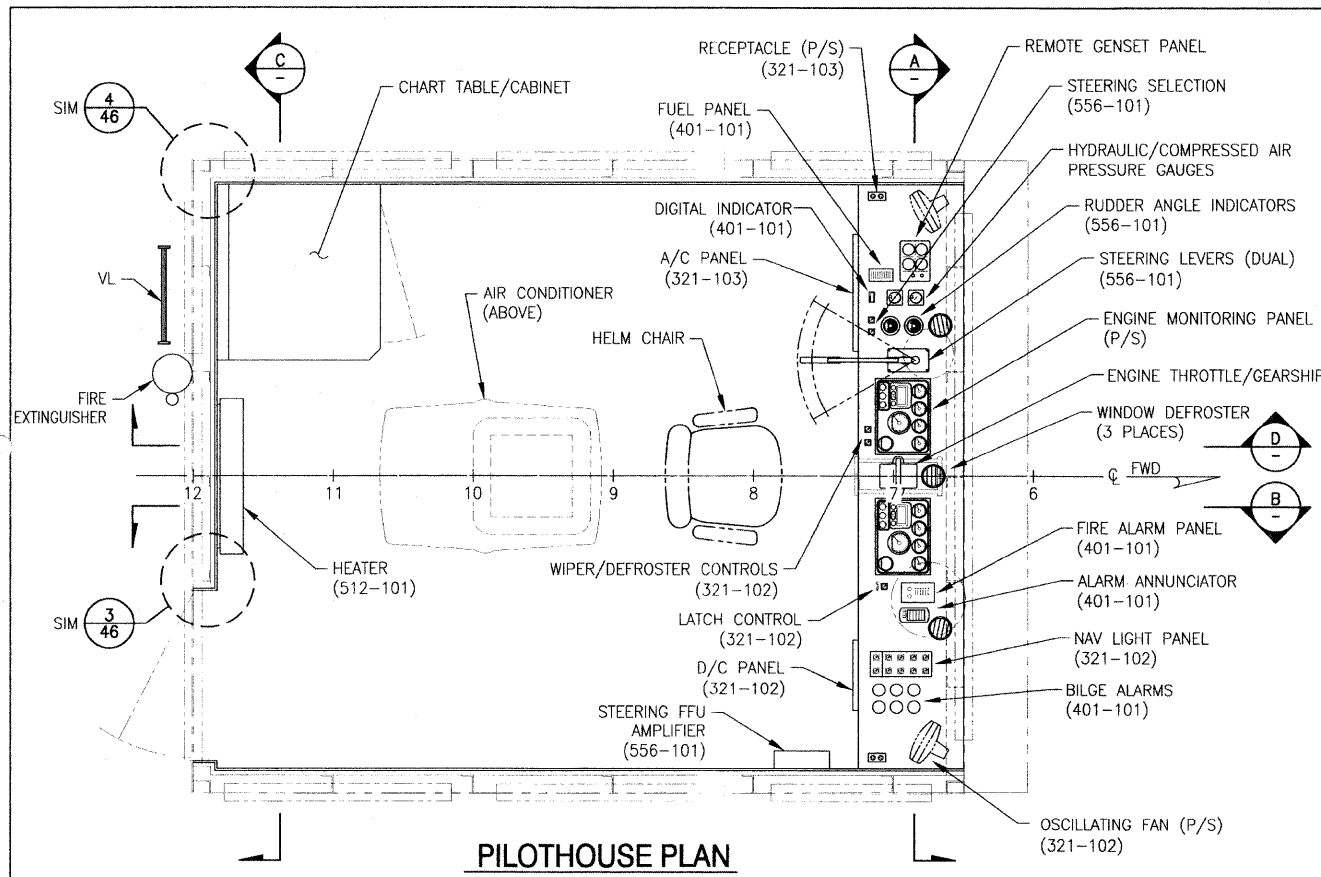 C
-
A
-
RECEPTACLE (P/S)
(321-103)
REMOTE GENSET PANEL
SIM 4
46
CHART TABLE/CABINET
FUEL PANEL
(401-101)
STEERING SELECTION
(556-101)
HYDRAULIC/COMPRESSED AIR
PRESSURE GAUGES
DIGITAL INDICATOR
(401-101)
RUDDER ANGLE INDICATORS
(556-101)
A/C PANEL
(321-103)
STEERING LEVERS (DUAL)
(556-101)
VL
AIR CONDITIONER
(ABOVE)
HELM CHAIR
ENGINE MONITORING PANEL
(P/S)
ENGINE THROTTLE/GEARSHIF
FIRE
EXTINGUISHER
WINDOW DEFROSTER
(3 PLACES)
D
-
12
11
10
9
8
7
6
℄ FWD
B
-
HEATER
(512-101)
WIPER/DEFROSTER CONTROLS
(321-102)
FIRE ALARM PANEL
(401-101)
ALARM ANNUNCIATOR
(401-101)
SIM 3
46
LATCH CONTROL
(321-102)
NAV LIGHT PANEL
(321-102)
D/C PANEL
(321-102)
BILGE ALARMS
(401-101)
STEERING FFU
AMPLIFIER
(556-101)
OSCILLATING FAN (P/S)
(321-102)
PILOTHOUSE PLAN